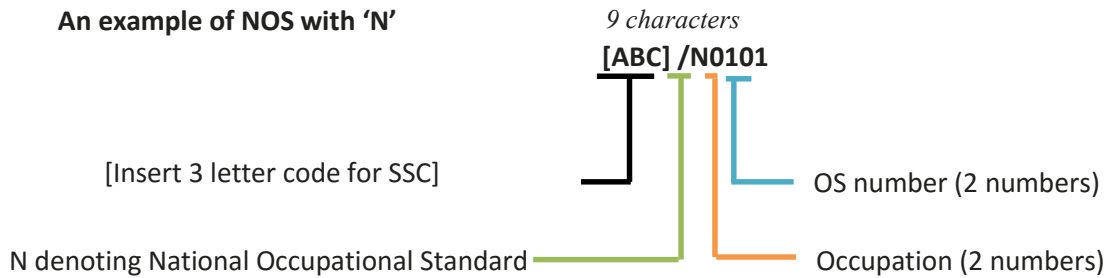 An example of NOS with ‘N’
9 characters
[ABC] /N0101
[Insert 3 letter code for SSC]
OS number (2 numbers)
N denoting National Occupational Standard
Occupation (2 numbers)